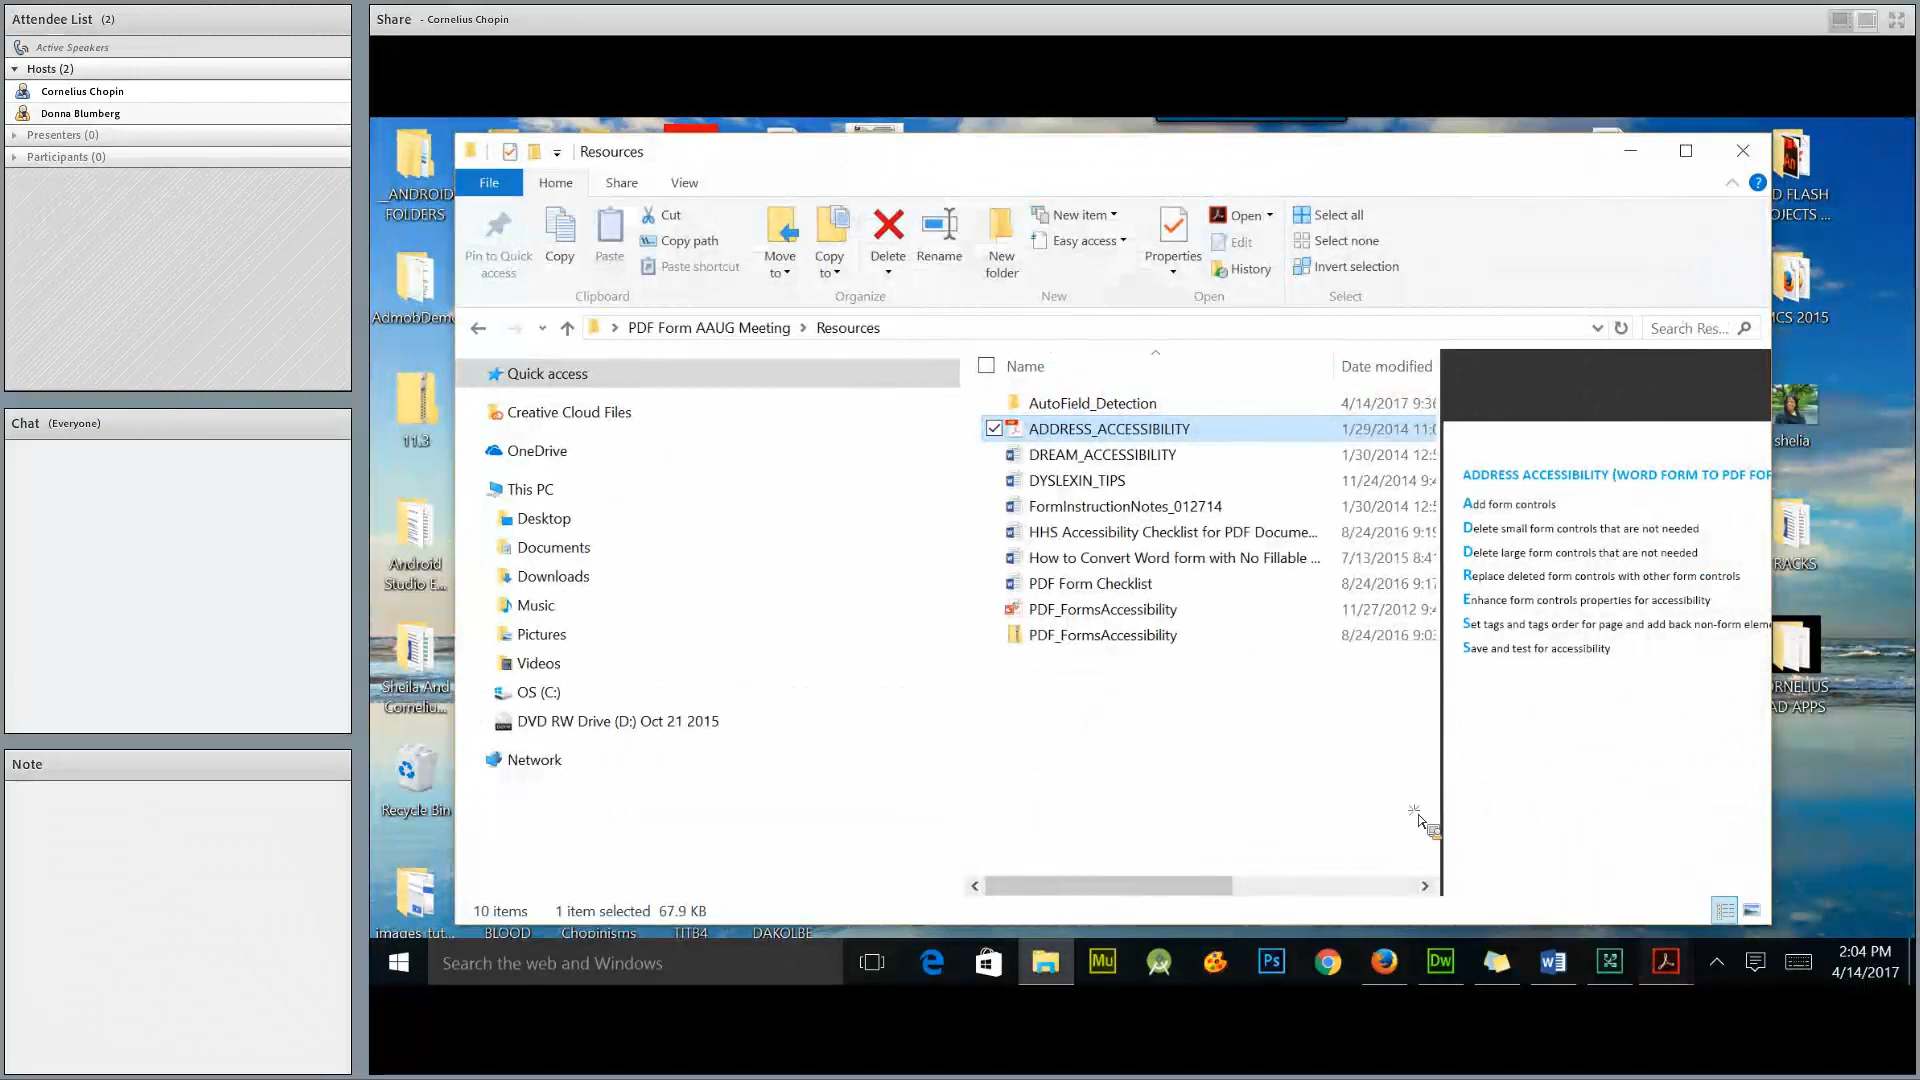 Attendee List (2)
Active Speakers
Hosts (2)
Cornelius Chopin
Donna Blumberg
Presenters (0)
Participants (0)
Chat (Everyone)
Note
Share - Cornelius Chopin
__ANDROID
FOLDERS
AdmobDem
11.3
Android
Studio E...
Sheila And
Corneliu...
Recycle Bin
images_tut...
BLOOD
Chopinisms
TITB4
DAKOLBE
D FLASH
OJECTS ...
MCS 2015
shelia
RACKS
RNELIUS
AD APPS
Resources
File
Home
Share
View
Pin to Quick
access
Copy
Paste
Cut
Copy path
Paste shortcut
Clipboard
Move
to
Copy
to
Delete
Rename
Organize
New
folder
New item
Easy access
New
Properties
Open
Edit
History
Open
Select all
Select none
Invert selection
Select
PDF Form AAUG Meeting > Resources
Search Res...
Quick access
Creative Cloud Files
OneDrive
This PC
Desktop
Documents
Downloads
Music
Pictures
Videos
OS (C:)
DVD RW Drive (D:) Oct 21 2015
Network
Name
Date modified
AutoField_Detection 4/14/2017 9:36
ADDRESS_ACCESSIBILITY 1/29/2014 11:0
DREAM_ACCESSIBILITY 1/30/2014 12:5
DYSLEXIN_TIPS 11/24/2014 9:4
FormInstructionNotes_012714 1/30/2014 12:5
HHS Accessibility Checklist for PDF Docume... 8/24/2016 9:19
How to Convert Word form with No Fillable ... 7/13/2015 8:41
PDF Form Checklist 8/24/2016 9:17
PDF_FormsAccessibility 11/27/2012 9:4
PDF_FormsAccessibility 8/24/2016 9:03
ADDRESS ACCESSIBILITY (WORD FORM TO PDF FOR
Add form controls
Delete small form controls that are not needed
Delete large form controls that are not needed
Replace deleted form controls with other form controls
Enhance form controls properties for accessibility
Set tags and tags order for page and add back non-form eleme
Save and test for accessibility
10 items 1 item selected 67.9 KB
Search the web and Windows
Mu
Ps
Dw
2:04 PM
4/14/2017